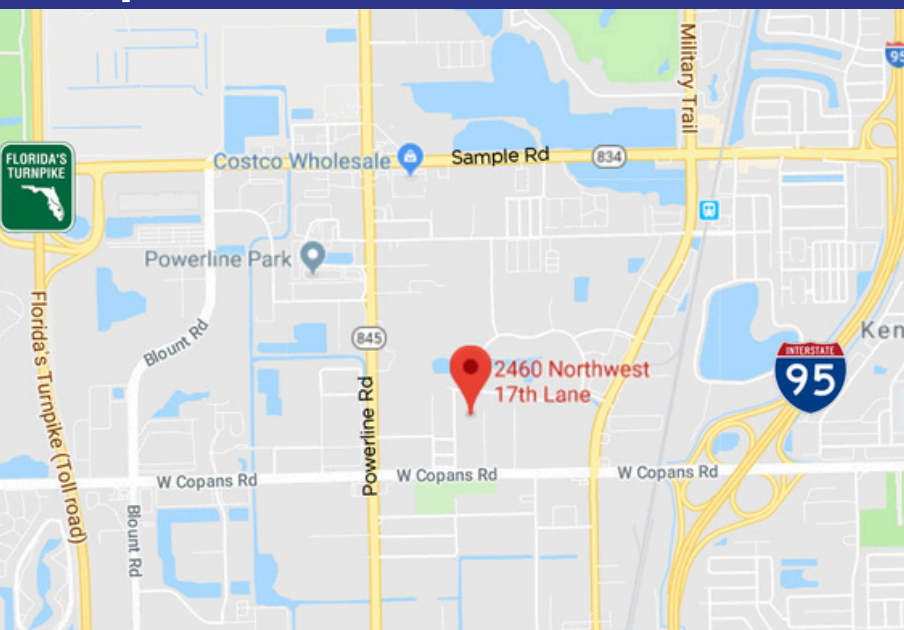 Military Trail
95
FLORIDA'S
TURNPIKE
Costco Wholesale
Sample Rd
834
Powerline Park
Florida's Turnpike (Toll road)
Blount Rd
845
Ken
INTERSTATE
95
2460 Northwest
17th Lane
Powerline Rd
W Copans Rd
W Copans Rd
W Copans Rd
Blount Rd